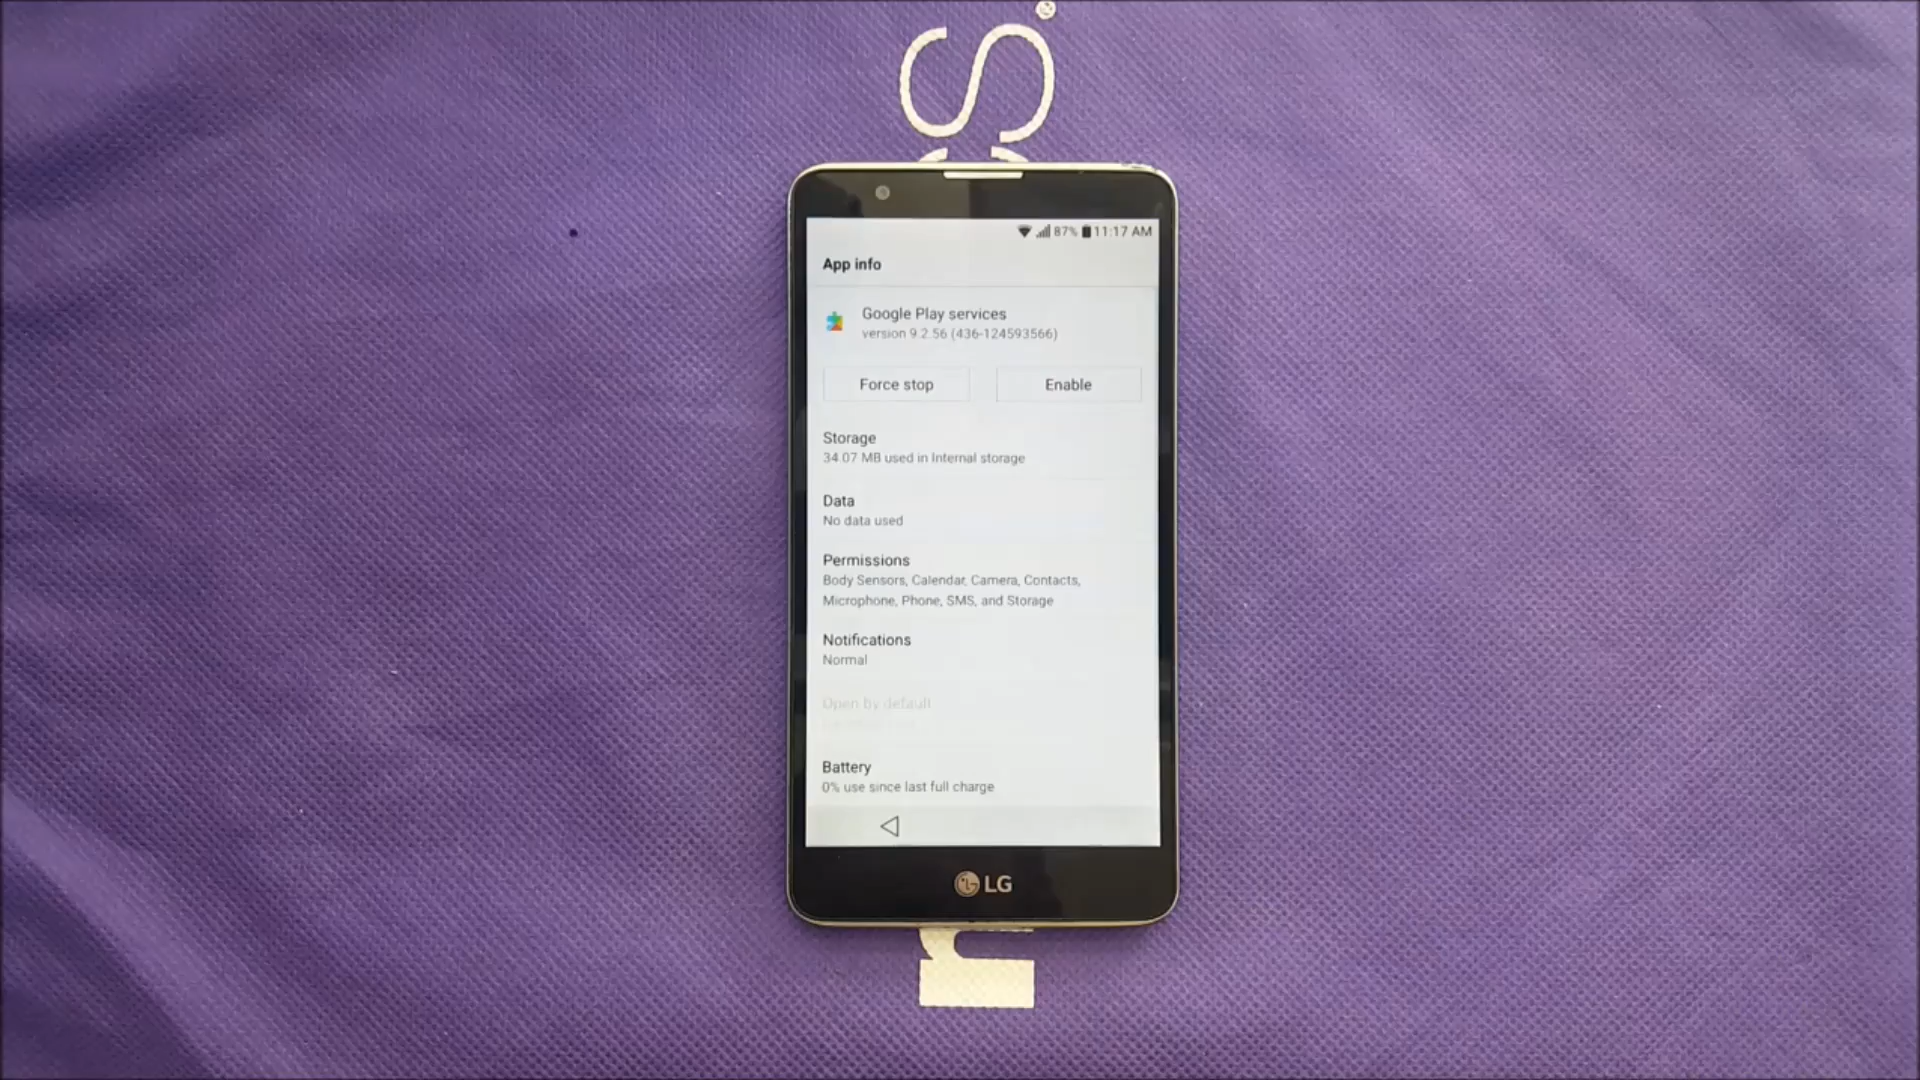 87% 11:17 AM
App info
Google Play services
version 9.2.56 (436-124593566)
Force stop
Enable
Storage
34.07 MB used in Internal storage
Data
No data used
Permissions
Body Sensors, Calendar, Camera, Contacts,
Microphone, Phone, SMS, and Storage
Notifications
Normal
Open by default
Battery
0% use since last full charge
LG